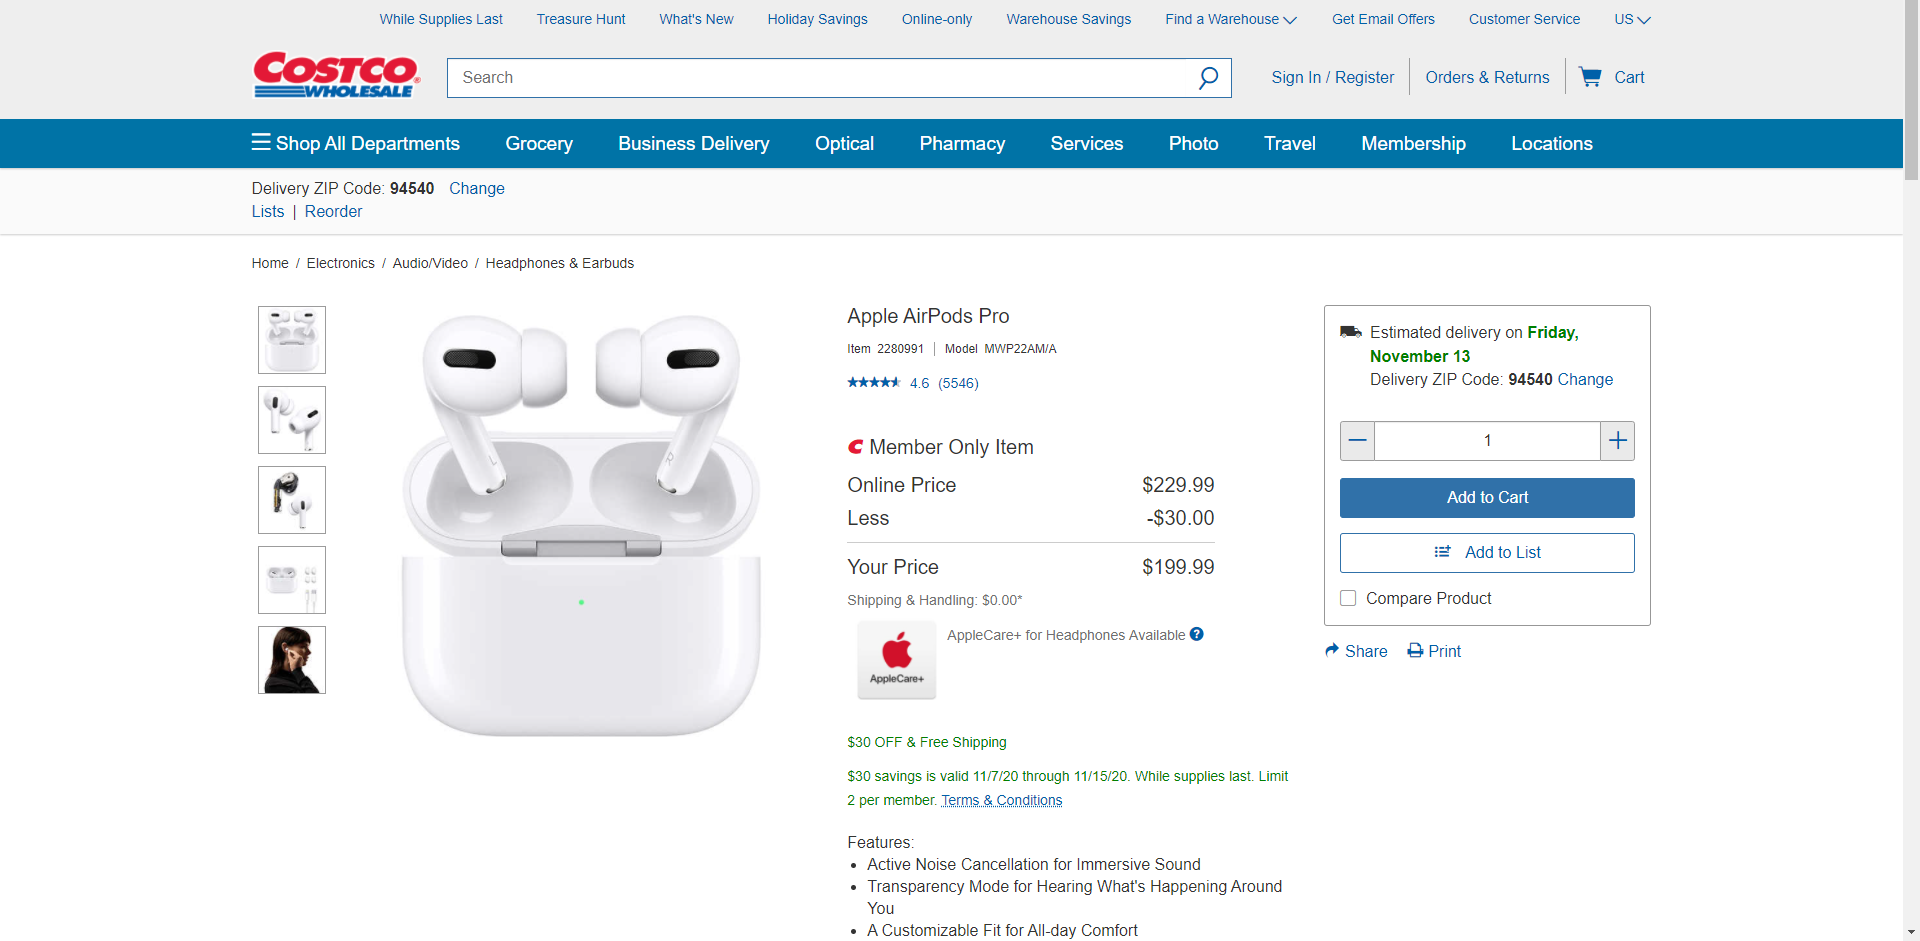 While Supplies Last Treasure Hunt What's New Holiday Savings Online-only Warehouse Savings Find a Warehouse Get Email Offers Customer Service US
COSTCO
WHOLESALE
Search
Sign In / Register Orders & Returns Cart
Shop All Departments Grocery Business Delivery Optical Pharmacy Services Photo Travel Membership Locations
Delivery ZIP Code: 94540 Change
Lists | Reorder
Home / Electronics / Audio/Video / Headphones & Earbuds
L
R
Apple AirPods Pro
Item 2280991 | Model MWP22AM/A
4.6 (5546)
Member Only Item
Online Price $229.99
Less -$30.00
Your Price $199.99
Shipping & Handling: $0.00*
AppleCare+
AppleCare+ for Headphones Available ?
$30 OFF & Free Shipping
$30 savings is valid 11/7/20 through 11/15/20. While supplies last. Limit
2 per member. Terms & Conditions
Features:
• Active Noise Cancellation for Immersive Sound
• Transparency Mode for Hearing What's Happening Around
You
• A Customizable Fit for All-day Comfort
Estimated delivery on Friday,
November 13
Delivery ZIP Code: 94540 Change
1
Add to Cart
Add to List
Compare Product
Share Print